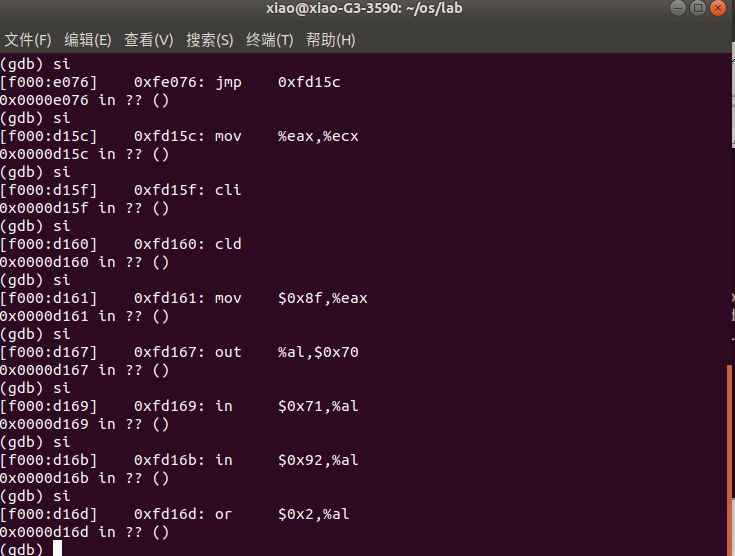 xiao@xiao-G3-3590: ~/os/lab
文件(F) 编辑(E) 查看(V) 搜索(S) 终端(T) 帮助(H)
(gdb) si
[f000:e076]    0xfe076: jmp    0xfd15c
0x0000e076 in ?? ()
(gdb) si
[f000:d15c]    0xfd15c: mov    %eax,%ecx
0x0000d15c in ?? ()
(gdb) si
[f000:d15f]    0xfd15f: cli
0x0000d15f in ?? ()
(gdb) si
[f000:d160]    0xfd160: cld
0x0000d160 in ?? ()
(gdb) si
[f000:d161]    0xfd161: mov    $0x8f,%eax
0x0000d161 in ?? ()
(gdb) si
[f000:d167]    0xfd167: out    %al,$0x70
0x0000d167 in ?? ()
(gdb) si
[f000:d169]    0xfd169: in     $0x71,%al
0x0000d169 in ?? ()
(gdb) si
[f000:d16b]    0xfd16b: in     $0x92,%al
0x0000d16b in ?? ()
(gdb) si
[f000:d16d]    0xfd16d: or     $0x2,%al
0x0000d16d in ?? ()
(gdb)